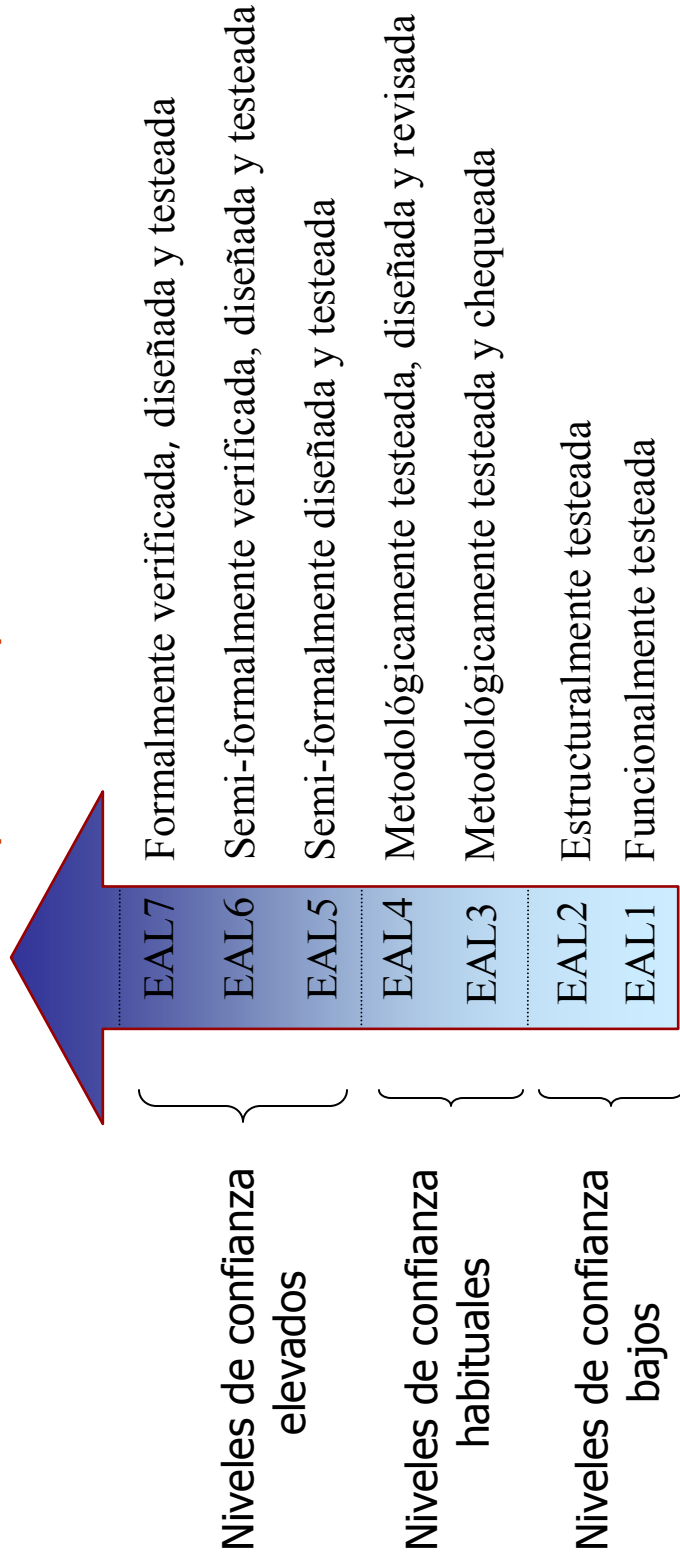 EAL7 Formalmente verificada, diseñada y testeada
Niveles de confianza
elevados
EAL6 Semi-formalmente verificada, diseñada y testeada
EAL5 Semi-formalmente diseñada y testeada
Niveles de confianza
habituales
EAL4 Metodológicamente testeada, diseñada y revisada
EAL3 Metodológicamente testeada y chequeada
Niveles de confianza
bajos
EAL2 Estructuralmente testeada
EAL1 Funcionalmente testeada